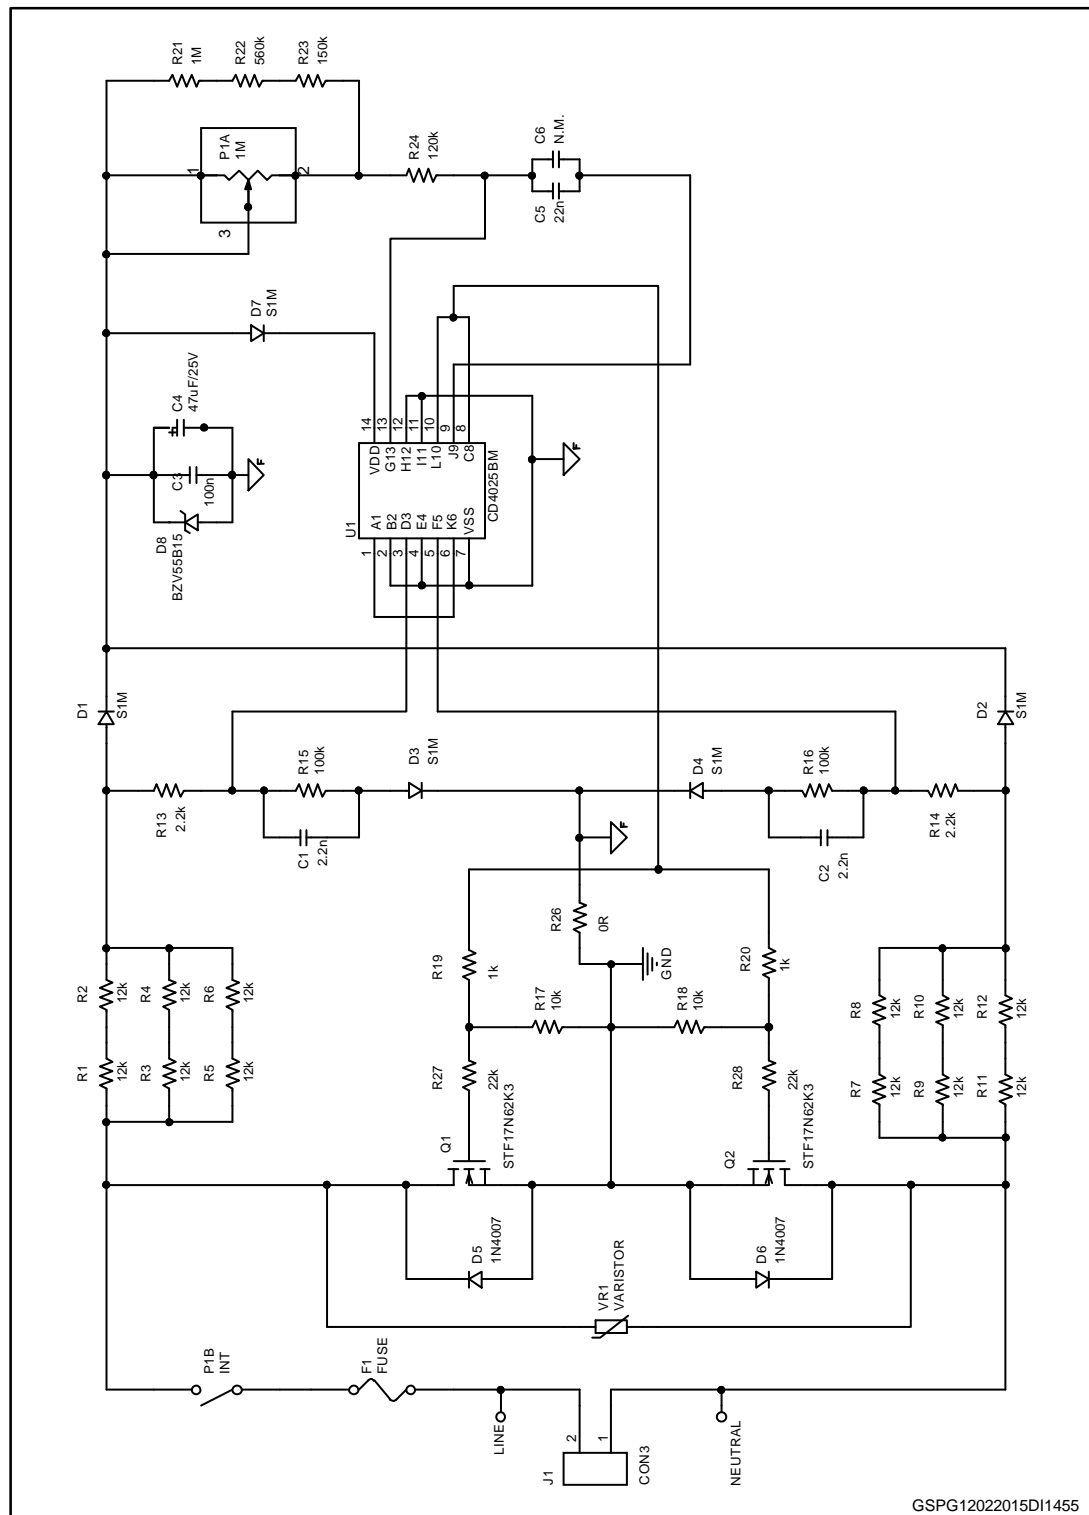 R21
1M
R22
560k
R23
150k
P1A
1M
1
2
3
R24
120k
C6
N.M.
C5
22n
D7
S1M
C4
47uF/25V
C3
100n
D8
BZV55B15
U1
CD4025BM
14
13
12
11
10
9
8
VDD
G13
H12
I11
L10
J9
C8
A1
B2
D3
E4
F5
K6
VSS
1
2
3
4
5
6
7
F
D1
S1M
D2
S1M
R13
2.2k
R15
100k
C1
2.2n
D3
S1M
D4
S1M
R16
100k
C2
2.2n
R14
2.2k
F
F
R26
0R
GND
R19
1k
R17
10k
R18
10k
R20
1k
R27
22k
R28
22k
R2
12k
R4
12k
R6
12k
R1
12k
R3
12k
R5
12k
R8
12k
R10
12k
R12
12k
R7
12k
R9
12k
R11
12k
Q1
STF17N62K3
Q2
STF17N62K3
D5
1N4007
D6
1N4007
VR1
VARISTOR
P1B
INT
F1
FUSE
LINE
NEUTRAL
J1
2
1
CON3
GSPG12022015DI1455